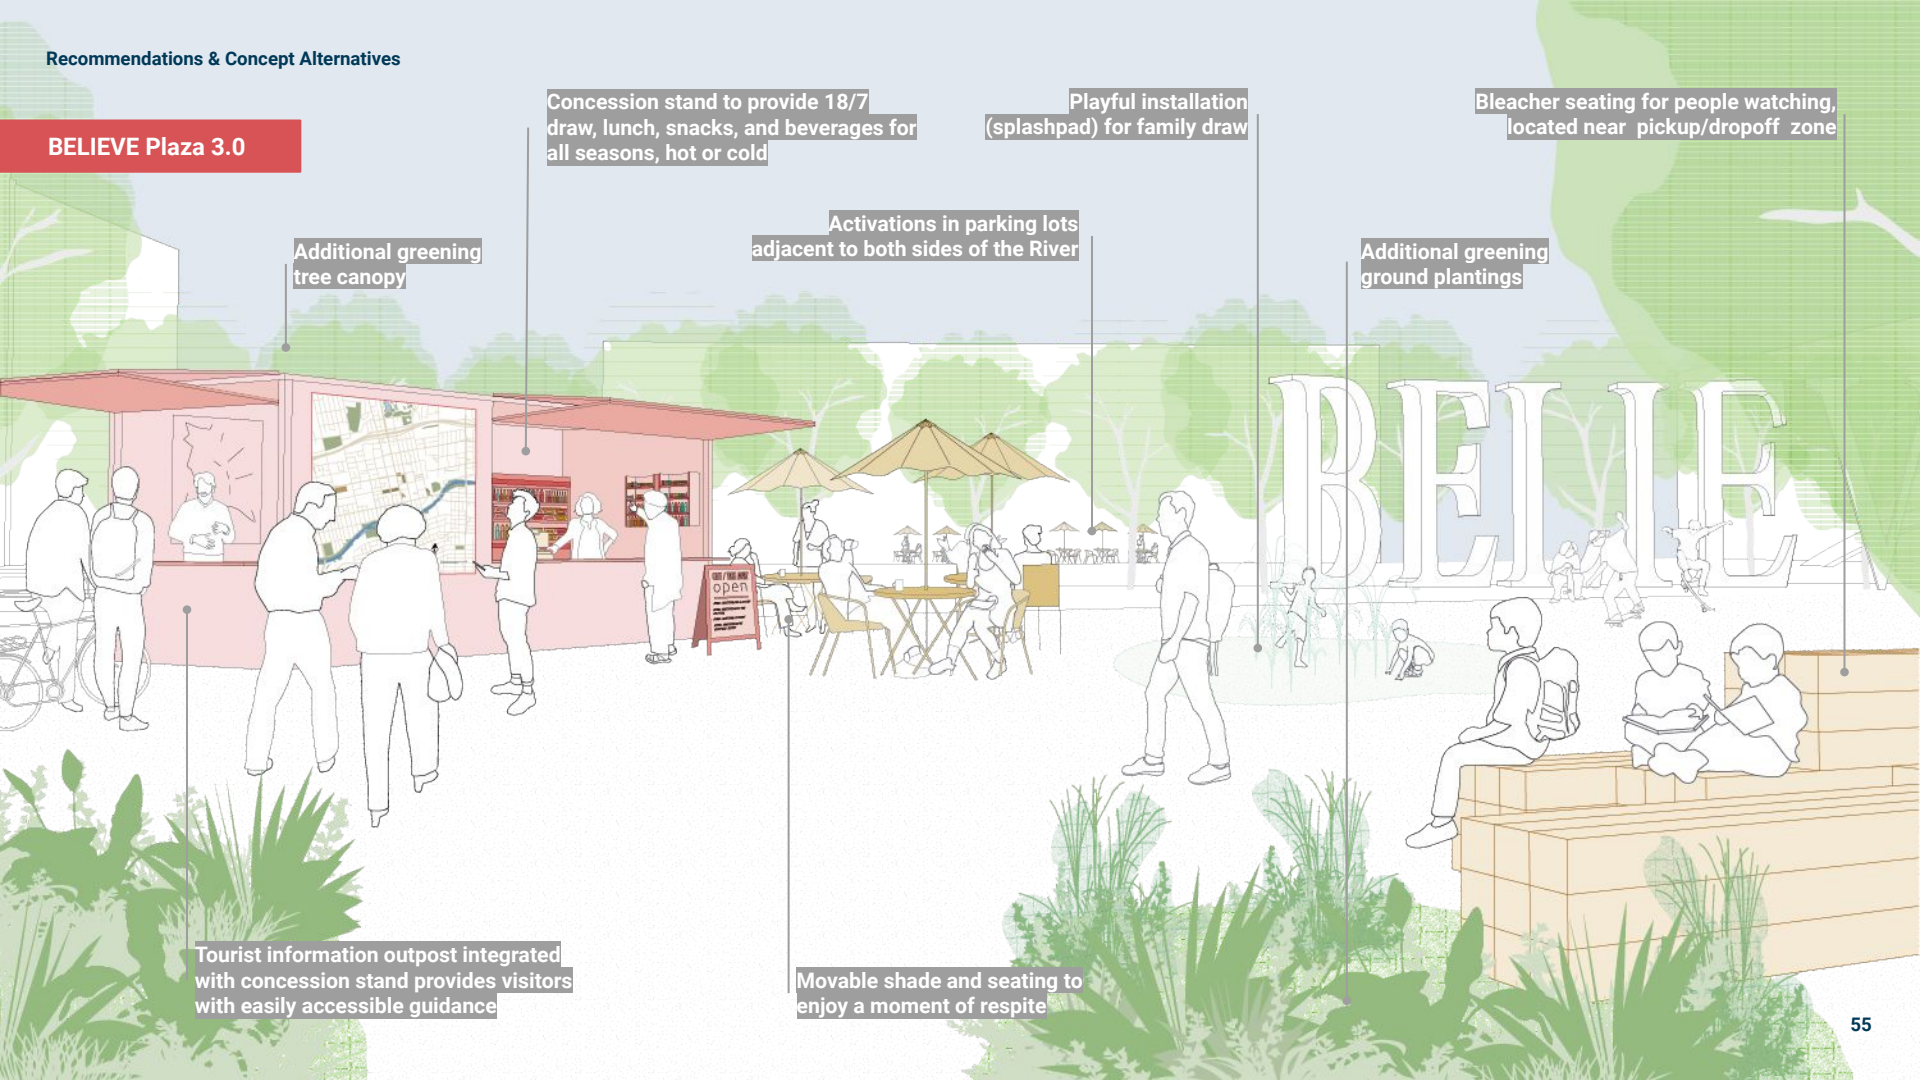 Recommendations & Concept Alternatives
BELIEVE Plaza 3.0
Concession stand to provide 18/7
draw, lunch, snacks, and beverages for
all seasons, hot or cold
Playful installation
(splashpad) for family draw
Bleacher seating for people watching,
located near pickup/dropoff zone
Activations in parking lots
adjacent to both sides of the River
Additional greening
tree canopy
Additional greening
ground plantings
BELIE
open
Tourist information outpost integrated
with concession stand provides visitors
with easily accessible guidance
Movable shade and seating to
enjoy a moment of respite
55